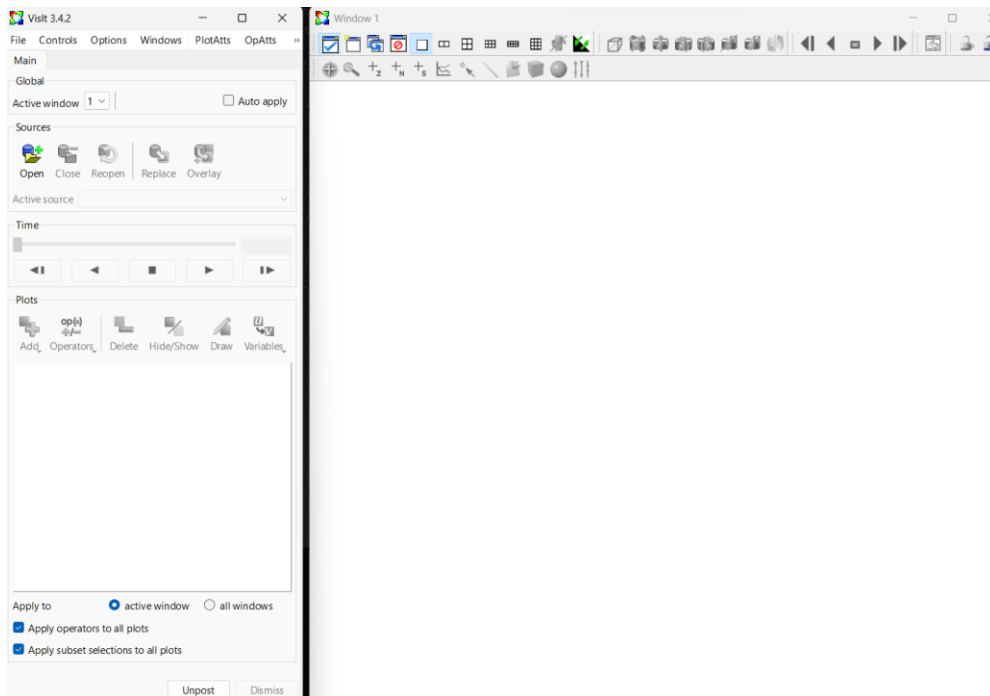 VisIt 3.4.2
File Controls Options Windows PlotAtts OpAtts »
Main
Global
Active window 1
Auto apply
Sources
Open Close Reopen Replace Overlay
Active source
Time
Plots
op(+)
+/-
Add Operators Delete Hide/Show Draw Variables
Apply to active window all windows
Apply operators to all plots
Apply subset selections to all plots
Unpost Dismiss
Window 1
+z +N +s